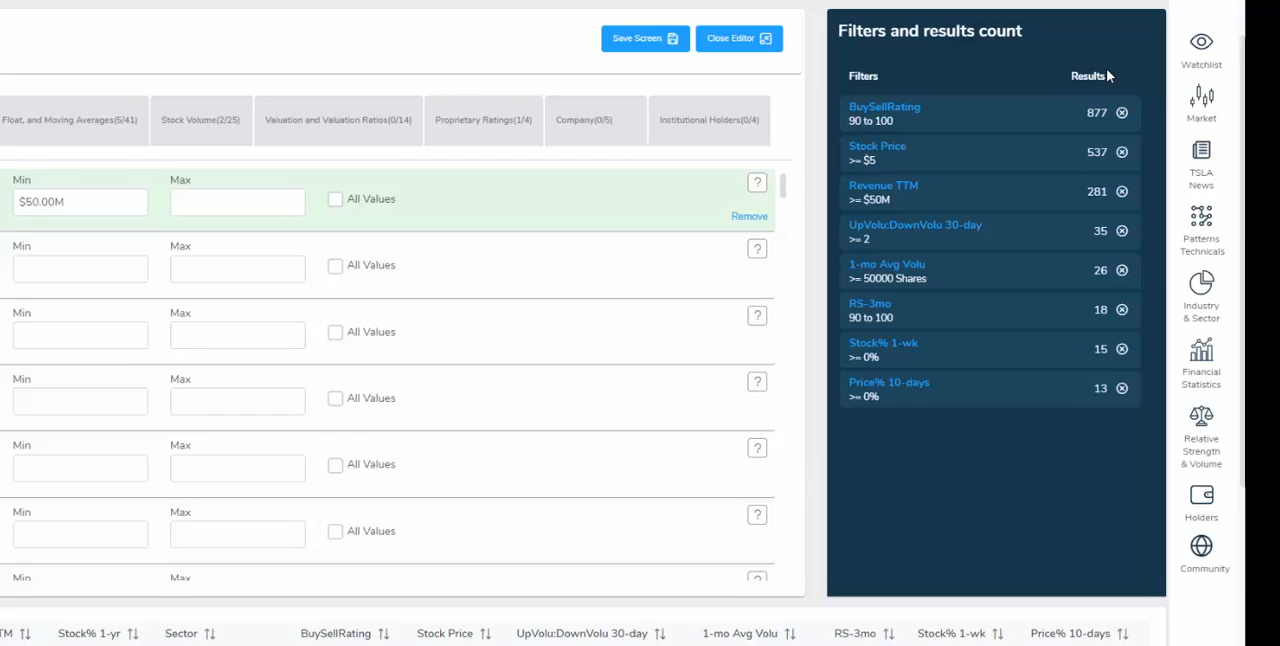 Save Screen
Close Editor
Float, and Moving Averages(5/41)
Stock Volume(2/25)
Valuation and Valuation Ratios(0/14)
Proprietary Ratings(1/4)
Company(0/5)
Institutional Holders(0/4)
Min
Max
?
$50.00M
All Values
Remove
Min
Max
?
All Values
Min
Max
?
All Values
Min
Max
?
All Values
Min
Max
?
All Values
Min
Max
?
All Values
Min
Max
?
Filters and results count
Filters
Results
BuySellRating
90 to 100
877
Stock Price
>= $5
537
Revenue TTM
>= $50M
281
UpVolu:DownVolu 30-day
>= 2
35
1-mo Avg Volu
>= 50000 Shares
26
RS-3mo
90 to 100
18
Stock% 1-wk
>= 0%
15
Price% 10-days
>= 0%
13
Watchlist
Market
TSLA
News
Patterns
Technicals
Industry
& Sector
Financial
Statistics
Relative
Strength
& Volume
Holders
Community
TM
Stock% 1-yr
Sector
BuySellRating
Stock Price
UpVolu:DownVolu 30-day
1-mo Avg Volu
RS-3mo
Stock% 1-wk
Price% 10-days